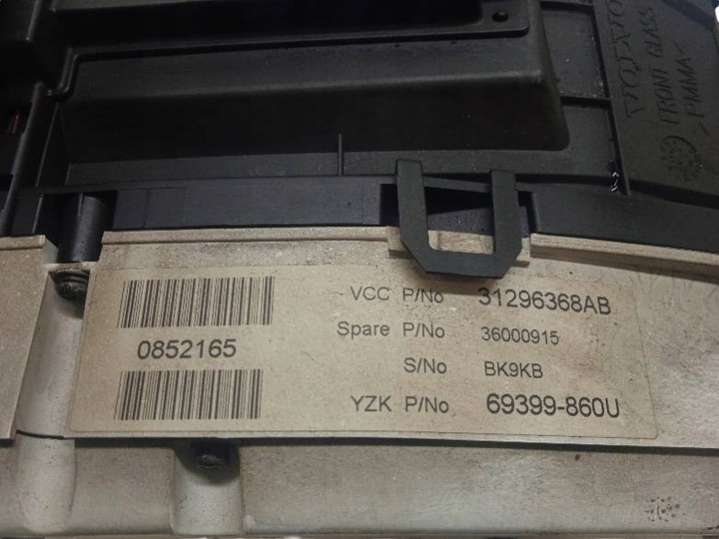 VOLVO
FRONT GLASS
>PMMA<
VCC P/No 31296368AB
Spare P/No 36000915
0852165
S/No BK9KB
YZK P/No 69399-860U